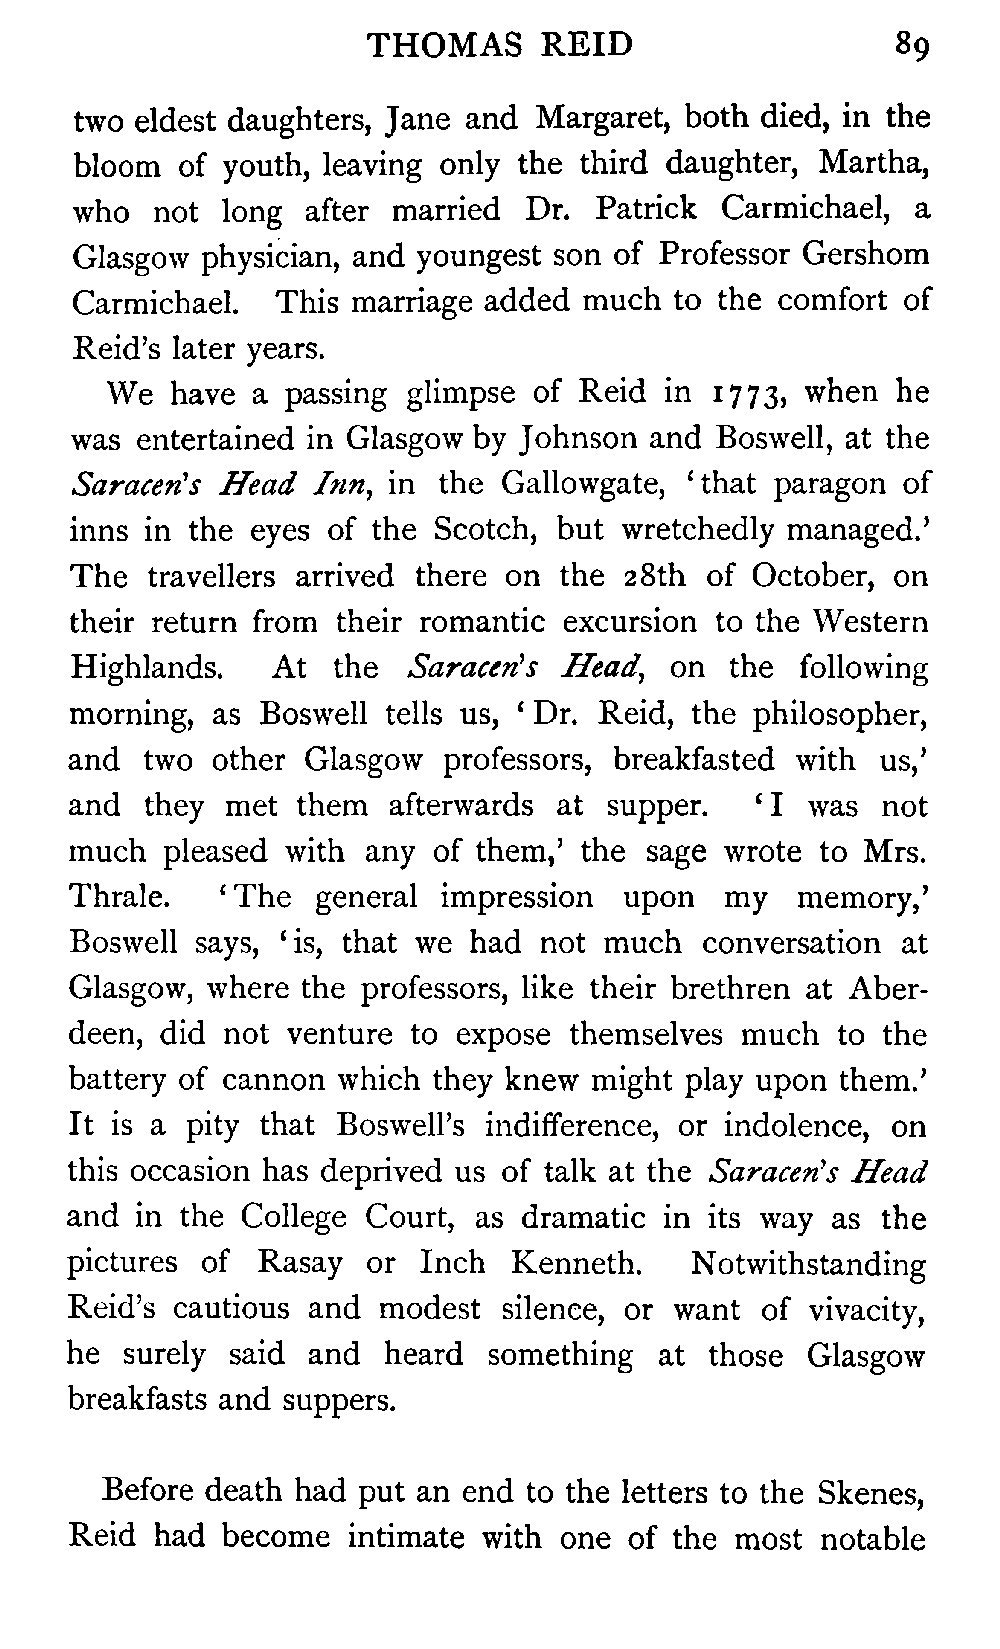 THOMAS REID 89
two eldest daughters, Jane and Margaret, both died, in the
bloom of youth, leaving only the third daughter, Martha,
who not long after married Dr. Patrick Carmichael, a
Glasgow physician, and youngest son of Professor Gershom
Carmichael. This marriage added much to the comfort of
Reid's later years.
We have a passing glimpse of Reid in 1773, when he
was entertained in Glasgow by Johnson and Boswell, at the
Saracen's Head Inn, in the Gallowgate, 'that paragon of
inns in the eyes of the Scotch, but wretchedly managed.'
The travellers arrived there on the 28th of October, on
their return from their romantic excursion to the Western
Highlands. At the Saracen's Head, on the following
morning, as Boswell tells us, 'Dr. Reid, the philosopher,
and two other Glasgow professors, breakfasted with us,'
and they met them afterwards at supper. 'I was not
much pleased with any of them,' the sage wrote to Mrs.
Thrale. 'The general impression upon my memory,'
Boswell says, 'is, that we had not much conversation at
Glasgow, where the professors, like their brethren at Aber-
deen, did not venture to expose themselves much to the
battery of cannon which they knew might play upon them.'
It is a pity that Boswell's indifference, or indolence, on
this occasion has deprived us of talk at the Saracen's Head
and in the College Court, as dramatic in its way as the
pictures of Rasay or Inch Kenneth. Notwithstanding
Reid's cautious and modest silence, or want of vivacity,
he surely said and heard something at those Glasgow
breakfasts and suppers.
Before death had put an end to the letters to the Skenes,
Reid had become intimate with one of the most notable